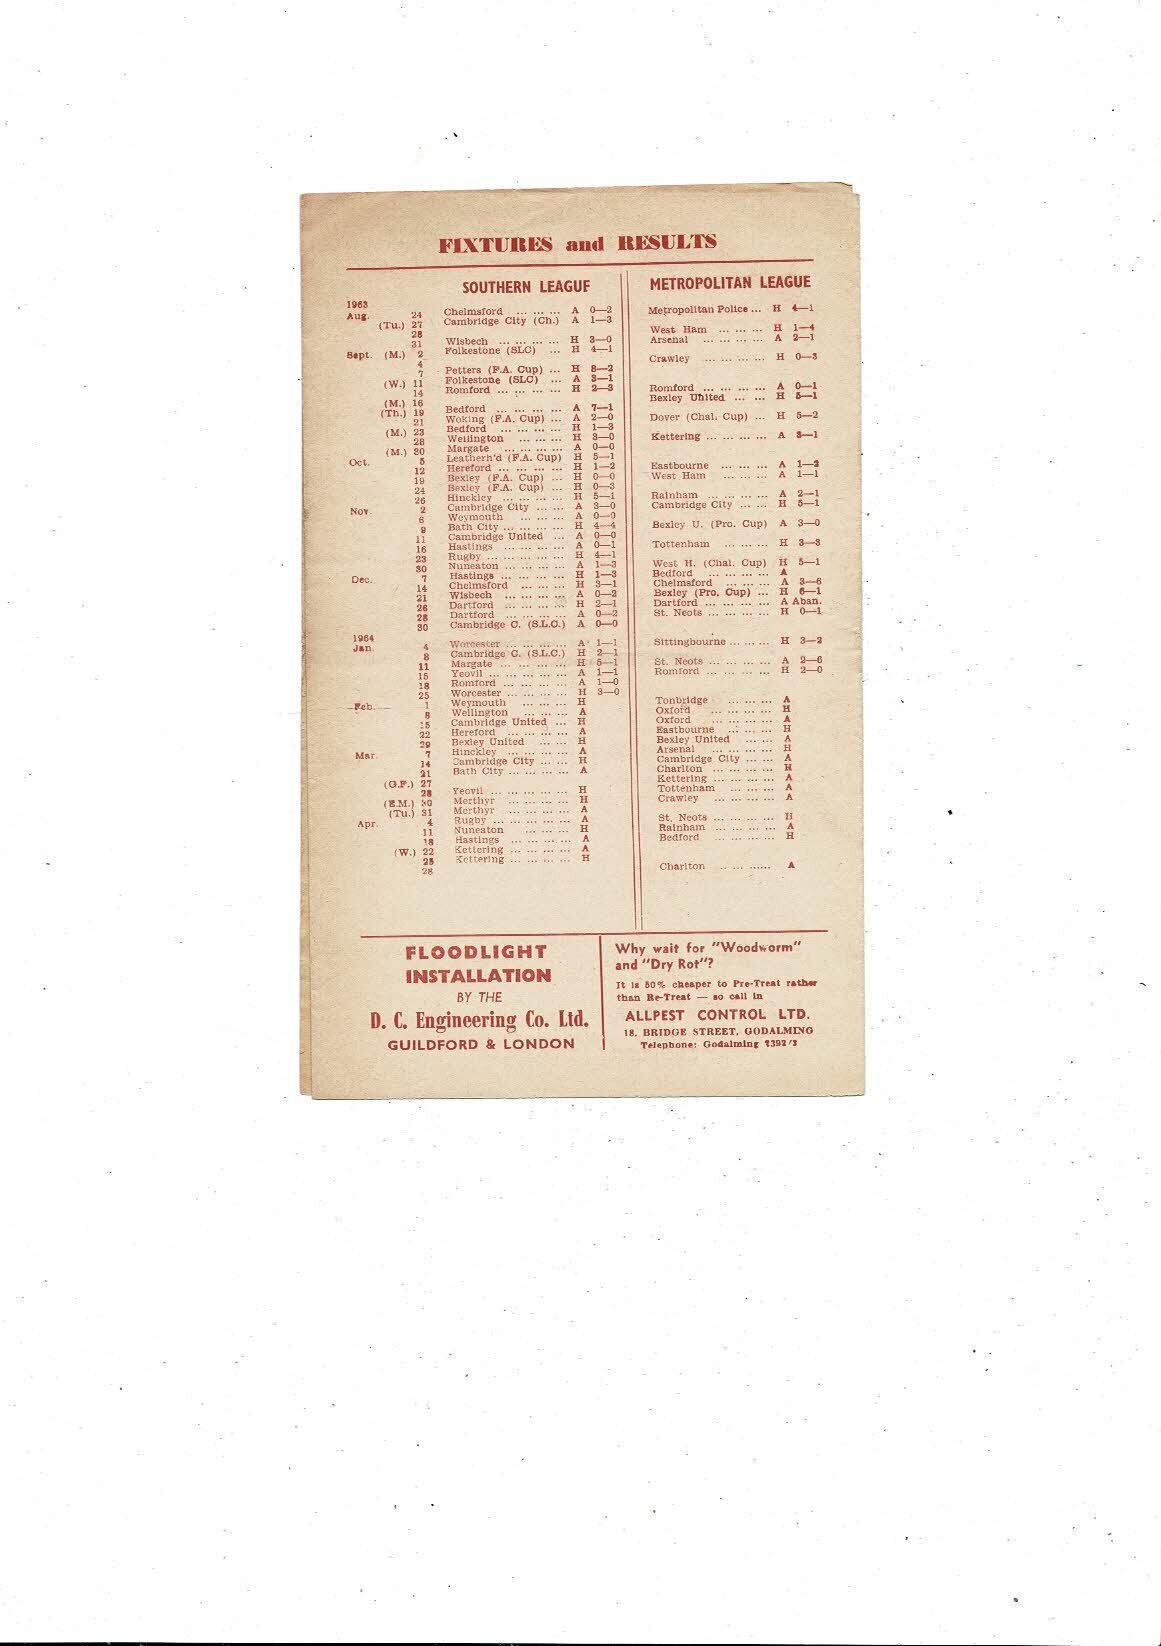 FIXTURES and RESULTS
SOUTHERN LEAGUE
1963
Aug. 24
(Tu.) 27
28
31
Sept. (M.) 2
4
7
(W.) 11
14
(M.) 16
(Th.) 19
21
(M.) 23
28
(M.) 30
Oct. 5
12
19
24
26
Nov. 2
6
9
11
16
23
30
Dec. 7
14
21
26
28
30
1964
Jan. 4
8
11
15
18
25
Feb. 1
8
15
22
29
Mar. 7
14
21
(G.F.) 27
28
(E.M.) 30
(Tu.) 31
Apr. 4
11
18
(W.) 22
25
28
Chelmsford ... ... ... A 0—2
Cambridge City (Ch.) A 1—3
Wisbech ... ... ... ... H 3—0
Folkestone (SLC) ... H 4—1
Petters (F.A. Cup) ... H 8—2
Folkestone (SLC) ... A 3—1
Romford ... ... ... ... H 2—3
Bedford ... ... ... ... A 7—1
Woking (F.A. Cup) ... A 2—0
Bedford ... ... ... ... H 1—3
Wellington ... ... ... H 3—0
Margate ... ... ... ... A 0—0
Leatherh'd (F.A. Cup) H 5—1
Hereford ... ... ... ... H 1—2
Bexley (F.A. Cup) ... H 0—0
Bexley (F.A. Cup) ... H 0—3
Hinckley ... ... ... ... H 5—1
Cambridge City ... ... A 3—0
Weymouth ... ... ... A 0—0
Bath City ... ... ... ... H 4—4
Cambridge United ... A 0—0
Hastings ... ... ... ... A 0—1
Rugby ... ... ... ... ... H 4—1
Nuneaton ... ... ... ... A 1—3
Hastings ... ... ... ... H 1—3
Chelmsford ... ... ... H 3—1
Wisbech ... ... ... ... A 0—2
Dartford ... ... ... ... H 2—1
Dartford ... ... ... ... A 0—2
Cambridge C. (S.L.C.) A 0—0
Worcester ... ... ... ... A 1—1
Cambridge C. (S.L.C.) H 2—1
Margate ... ... ... ... H 5—1
Yeovil ... ... ... ... ... A 1—1
Romford ... ... ... ... A 1—0
Worcester ... ... ... ... H 3—0
Weymouth ... ... ... H
Wellington ... ... ... A
Cambridge United ... H
Hereford ... ... ... ... A
Bexley United ... ... H
Hinckley ... ... ... ... A
Cambridge City ... ... H
Bath City ... ... ... ... A
Yeovil ... ... ... ... ... H
Merthyr ... ... ... ... H
Merthyr ... ... ... ... A
Rugby ... ... ... ... ... A
Nuneaton ... ... ... H
Hastings ... ... ... ... A
Kettering ... ... ... ... A
Kettering ... ... ... ... H
METROPOLITAN LEAGUE
Metropolitan Police ... H 4—1
West Ham ... ... ... H 1—4
Arsenal ... ... ... ... A 2—1
Crawley ... ... ... ... H 0—3
Romford ... ... ... ... A 0—1
Bexley United ... ... H 5—1
Dover (Chal. Cup) ... H 5—2
Kettering ... ... ... ... A 3—1
Eastbourne ... ... ... A 1—2
West Ham ... ... ... A 1—1
Rainham ... ... ... ... A 2—1
Cambridge City ... ... H 5—1
Bexley U. (Pro. Cup) A 3—0
Tottenham ... ... ... H 3—3
West H. (Chal. Cup) H 5—1
Bedford ... ... ... ... A
Chelmsford ... ... ... A 3—6
Bexley (Pro. Cup) ... H 6—1
Dartford ... ... ... ... A Aban.
St. Neots ... ... ... ... H 0—1
Sittingbourne ... ... ... H 3—2
St. Neots ... ... ... ... A 2—6
Romford ... ... ... ... H 2—0
Tonbridge ... ... ... A
Oxford ... ... ... ... H
Oxford ... ... ... ... A
Eastbourne ... ... ... H
Bexley United ... ... A
Arsenal ... ... ... ... H
Cambridge City ... ... A
Charlton ... ... ... ... H
Kettering ... ... ... ... A
Tottenham ... ... ... A
Crawley ... ... ... ... A
St. Neots ... ... ... ... H
Rainham ... ... ... ... A
Bedford ... ... ... ... H
Charlton ... ... ...... A
FLOODLIGHT
INSTALLATION
BY THE
D. C. Engineering Co. Ltd.
GUILDFORD & LONDON
Why wait for "Woodworm"
and "Dry Rot"?
It is 50% cheaper to Pre-Treat rather
than Re-Treat — so call in
ALLPEST CONTROL LTD.
18, BRIDGE STREET, GODALMING
Telephone: Godalming